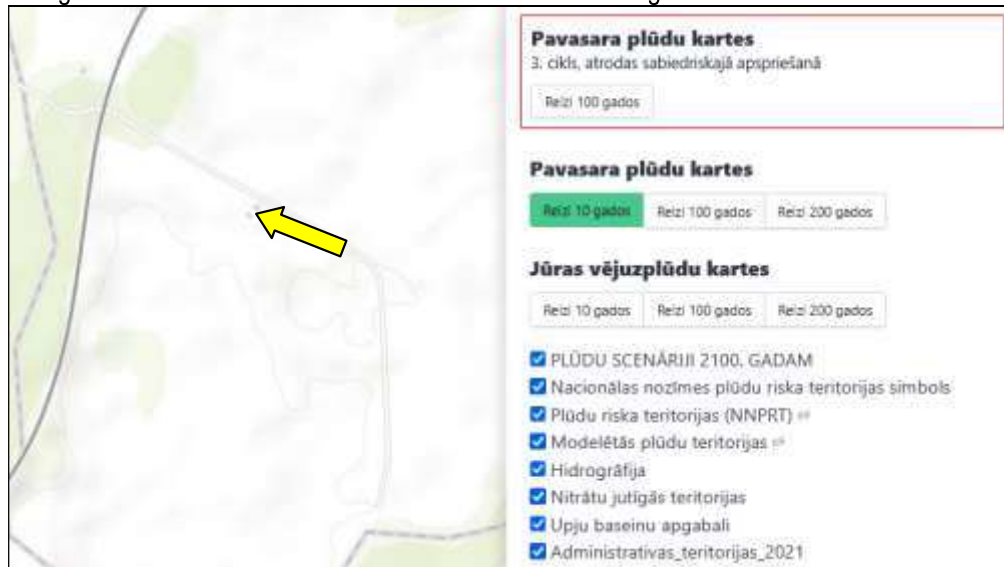 Pavasara plūdu kartes
3. cikls, atrodas sabiedriskajā apspriešanā
Reizi 100 gados
Pavasara plūdu kartes
Reizi 10 gados Reizi 100 gados Reizi 200 gados
Jūras vējuzplūdu kartes
Reizi 10 gados Reizi 100 gados Reizi 200 gados
PLŪDU SCENĀRIJI 2100. GADAM
Nacionālas nozīmes plūdu riska teritorijas simbols
Plūdu riska teritorijas (NNPRT)
Modelētās plūdu teritorijas
Hidrogrāfija
Nitrātu jutīgās teritorijas
Upju baseinu apgabali
Administrativas_teritorijas_2021